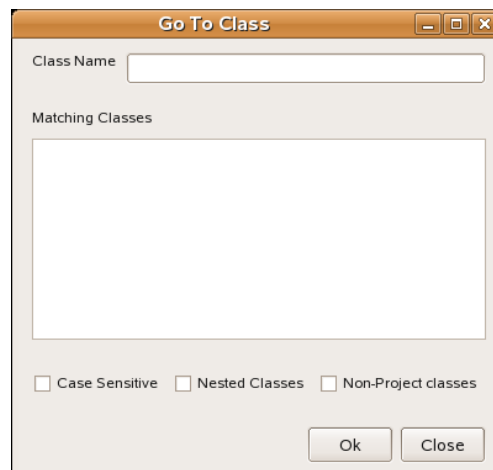 Go To Class
Class Name
Matching Classes
Case Sensitive Nested Classes Non-Project classes
Ok Close